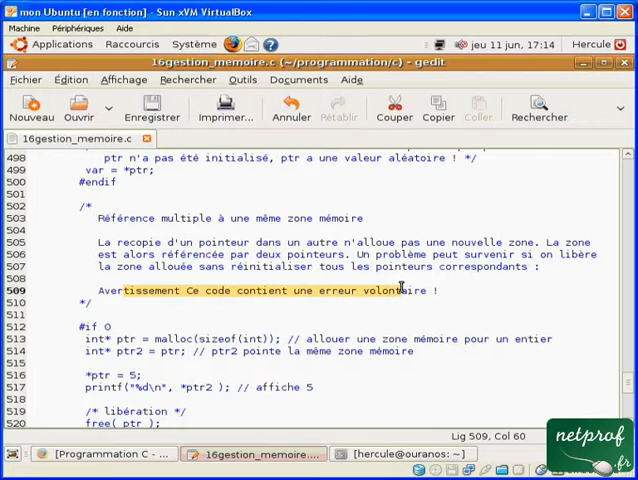 mon Ubuntu [en fonction] - Sun xVM VirtualBox
Machine Périphériques Aide
Applications Raccourcis Système jeu 11 jun, 17:14 Hercule
16gestion_memoire.c (~/programmation/c) - gedit
Fichier Édition Affichage Rechercher Outils Documents Aide
Nouveau Ouvrir Enregistrer Imprimer... Annuler Rétablir Couper Copier Coller Rechercher
16gestion_memoire.c
498 ptr n'a pas été initialisé, ptr a une valeur aléatoire ! */
499 var = *ptr;
500 #endif
501
502 /*
503 Référence multiple à une même zone mémoire
504
505 La recopie d'un pointeur dans un autre n'alloue pas une nouvelle zone. La zone
506 est alors référencée par deux pointeurs. Un problème peut survenir si on libère
507 la zone allouée sans réinitialiser tous les pointeurs correspondants :
508
509 Avertissement Ce code contient une erreur volontaire !
510 */
511
512 #if 0
513 int* ptr = malloc(sizeof(int)); // allouer une zone mémoire pour un entier
514 int* ptr2 = ptr; // ptr2 pointe la même zone mémoire
515
516 *ptr = 5;
517 printf("%d\n", *ptr2 ); // affiche 5
518
519 /* libération */
520 free( ptr );
Lig 509, Col 60
[Programmation C - ... 16gestion_memoire.... [hercule@ouranos: ~]
netprof
.fr